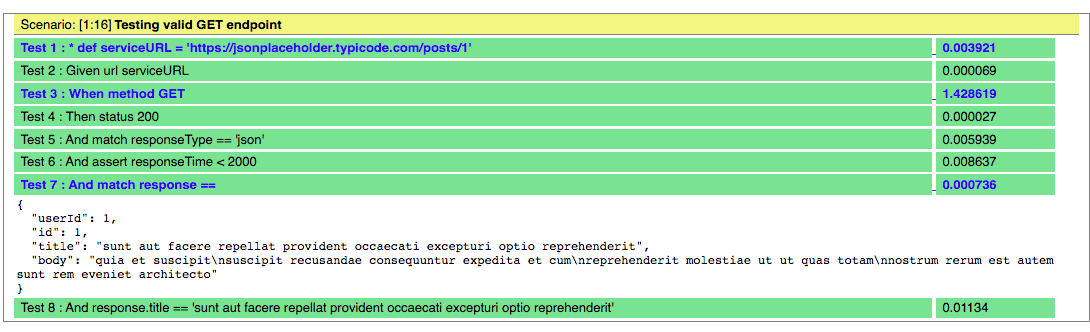 Scenario: [1:16] Testing valid GET endpoint
Test 1 : * def serviceURL = 'https://jsonplaceholder.typicode.com/posts/1' 0.003921
Test 2 : Given url serviceURL 0.000069
Test 3 : When method GET 1.428619
Test 4 : Then status 200 0.000027
Test 5 : And match responseType == 'json' 0.005939
Test 6 : And assert responseTime < 2000 0.008637
Test 7 : And match response == 0.000736
{
"userId": 1,
"id": 1,
"title": "sunt aut facere repellat provident occaecati excepturi optio reprehenderit",
"body": "quia et suscipit\nsuscipit recusandae consequuntur expedita et cum\nreprehenderit molestiae ut ut quas totam\nnostrum rerum est autem
sunt rem eveniet architecto"
}
Test 8 : And response.title == 'sunt aut facere repellat provident occaecati excepturi optio reprehenderit' 0.01134